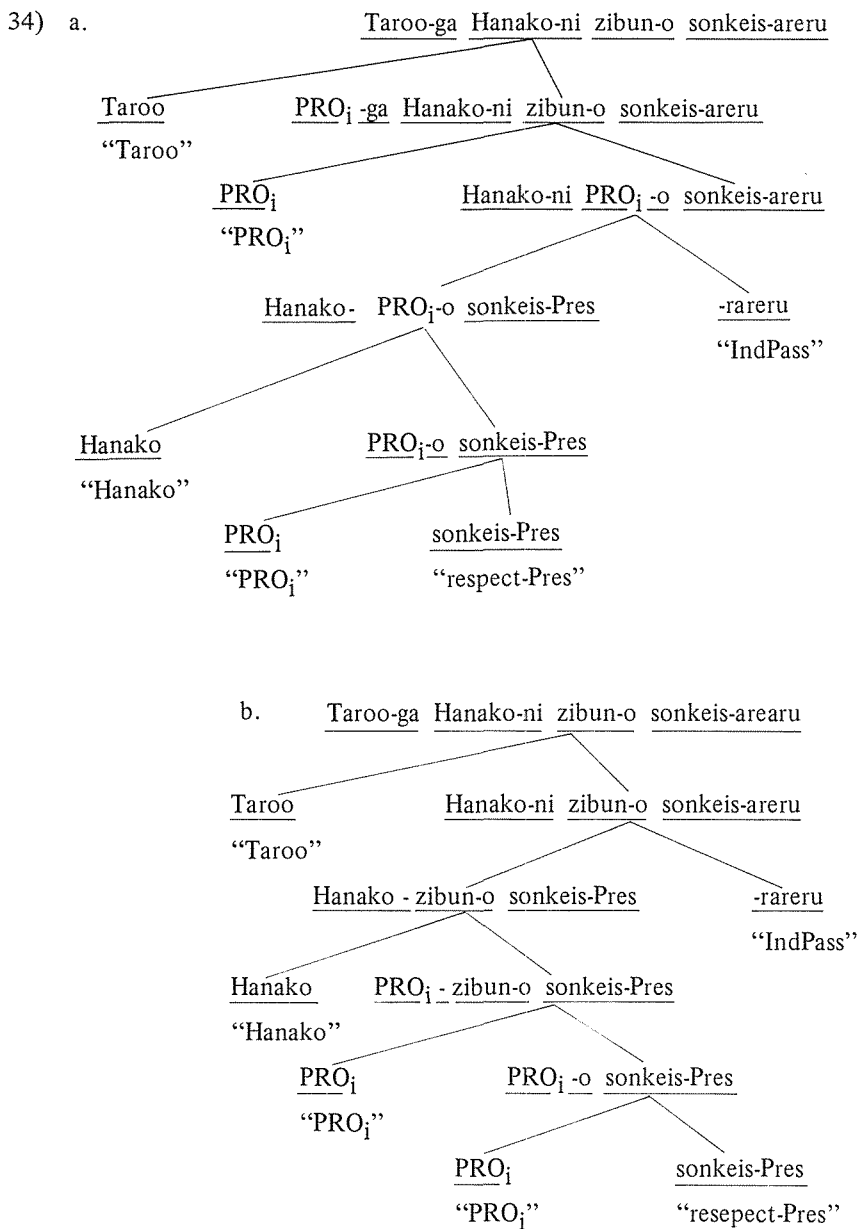 34) a. Taroo-ga Hanako-ni zibun-o sonkeis-areru
Taroo PROi -ga Hanako-ni zibun-o sonkeis-areru
“Taroo”
PROi Hanako-ni PROi -o sonkeis-areru
“PROi”
Hanako- PROi-o sonkeis-Pres -rareru
“IndPass”
Hanako PROi-o sonkeis-Pres
“Hanako”
PROi sonkeis-Pres
“PROi” “respect-Pres”
b. Taroo-ga Hanako-ni zibun-o sonkeis-arearu
Taroo Hanako-ni zibun-o sonkeis-areru
“Taroo”
Hanako - zibun-o sonkeis-Pres -rareru
“IndPass”
Hanako PROi - zibun-o sonkeis-Pres
“Hanako”
PROi PROi -o sonkeis-Pres
“PROi”
PROi sonkeis-Pres
“PROi” “resepect-Pres”